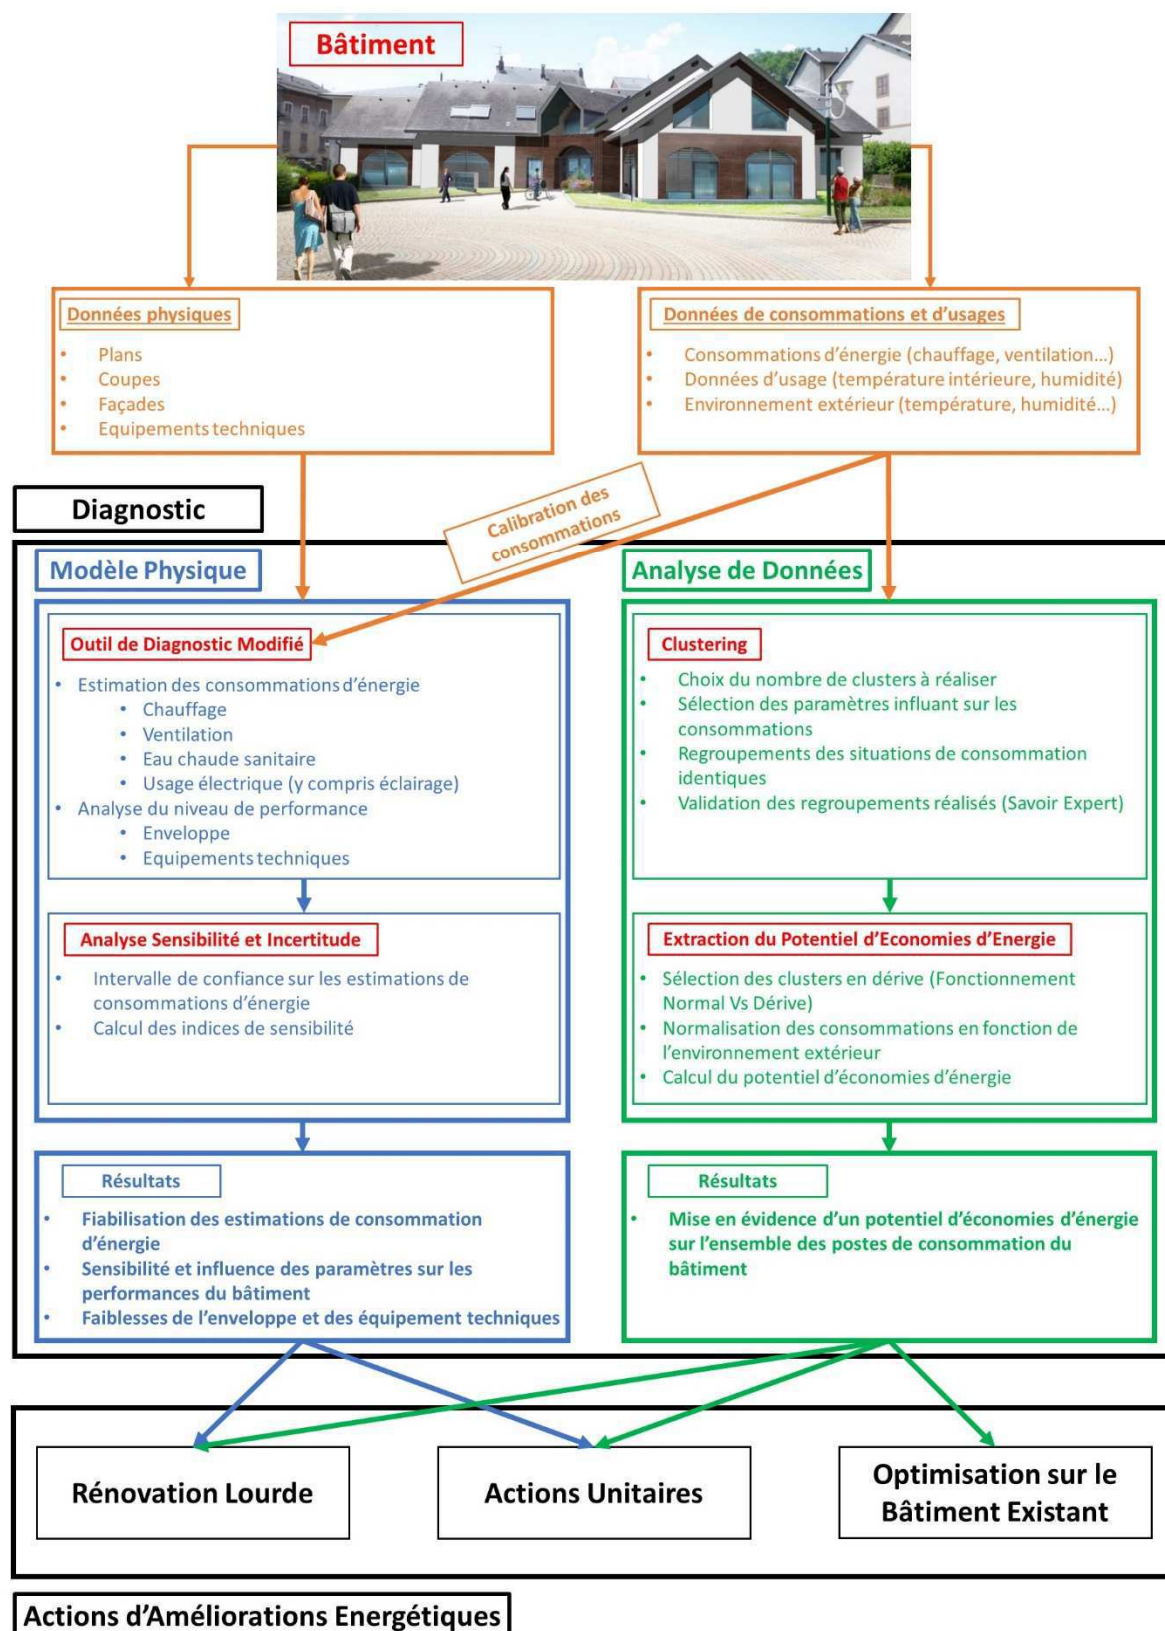 Bâtiment
Données physiques
• Plans
• Coupes
• Façades
• Equipements techniques
Données de consommations et d'usages
• Consommations d'énergie (chauffage, ventilation...)
• Données d'usage (température intérieure, humidité)
• Environnement extérieur (température, humidité...)
Calibration des
consommations
Diagnostic
Modèle Physique
Outil de Diagnostic Modifié
• Estimation des consommations d'énergie
• Chauffage
• Ventilation
• Eau chaude sanitaire
• Usage électrique (y compris éclairage)
• Analyse du niveau de performance
• Enveloppe
• Equipements techniques
Analyse Sensibilité et Incertitude
• Intervalle de confiance sur les estimations de
consommations d'énergie
• Calcul des indices de sensibilité
Résultats
• Fiabilisation des estimations de consommation
d'énergie
• Sensibilité et influence des paramètres sur les
performances du bâtiment
• Faiblesses de l'enveloppe et des équipement techniques
Analyse de Données
Clustering
• Choix du nombre de clusters à réaliser
• Sélection des paramètres influant sur les
consommations
• Regroupements des situations de consommation
identiques
• Validation des regroupements réalisés (Savoir Expert)
Extraction du Potentiel d'Economies d'Energie
• Sélection des clusters en dérive (Fonctionnement
Normal Vs Dérive)
• Normalisation des consommations en fonction de
l'environnement extérieur
• Calcul du potentiel d'économies d'énergie
Résultats
• Mise en évidence d'un potentiel d'économies d'énergie
sur l'ensemble des postes de consommation du
bâtiment
Rénovation Lourde
Actions Unitaires
Optimisation sur le
Bâtiment Existant
Actions d'Améliorations Energétiques